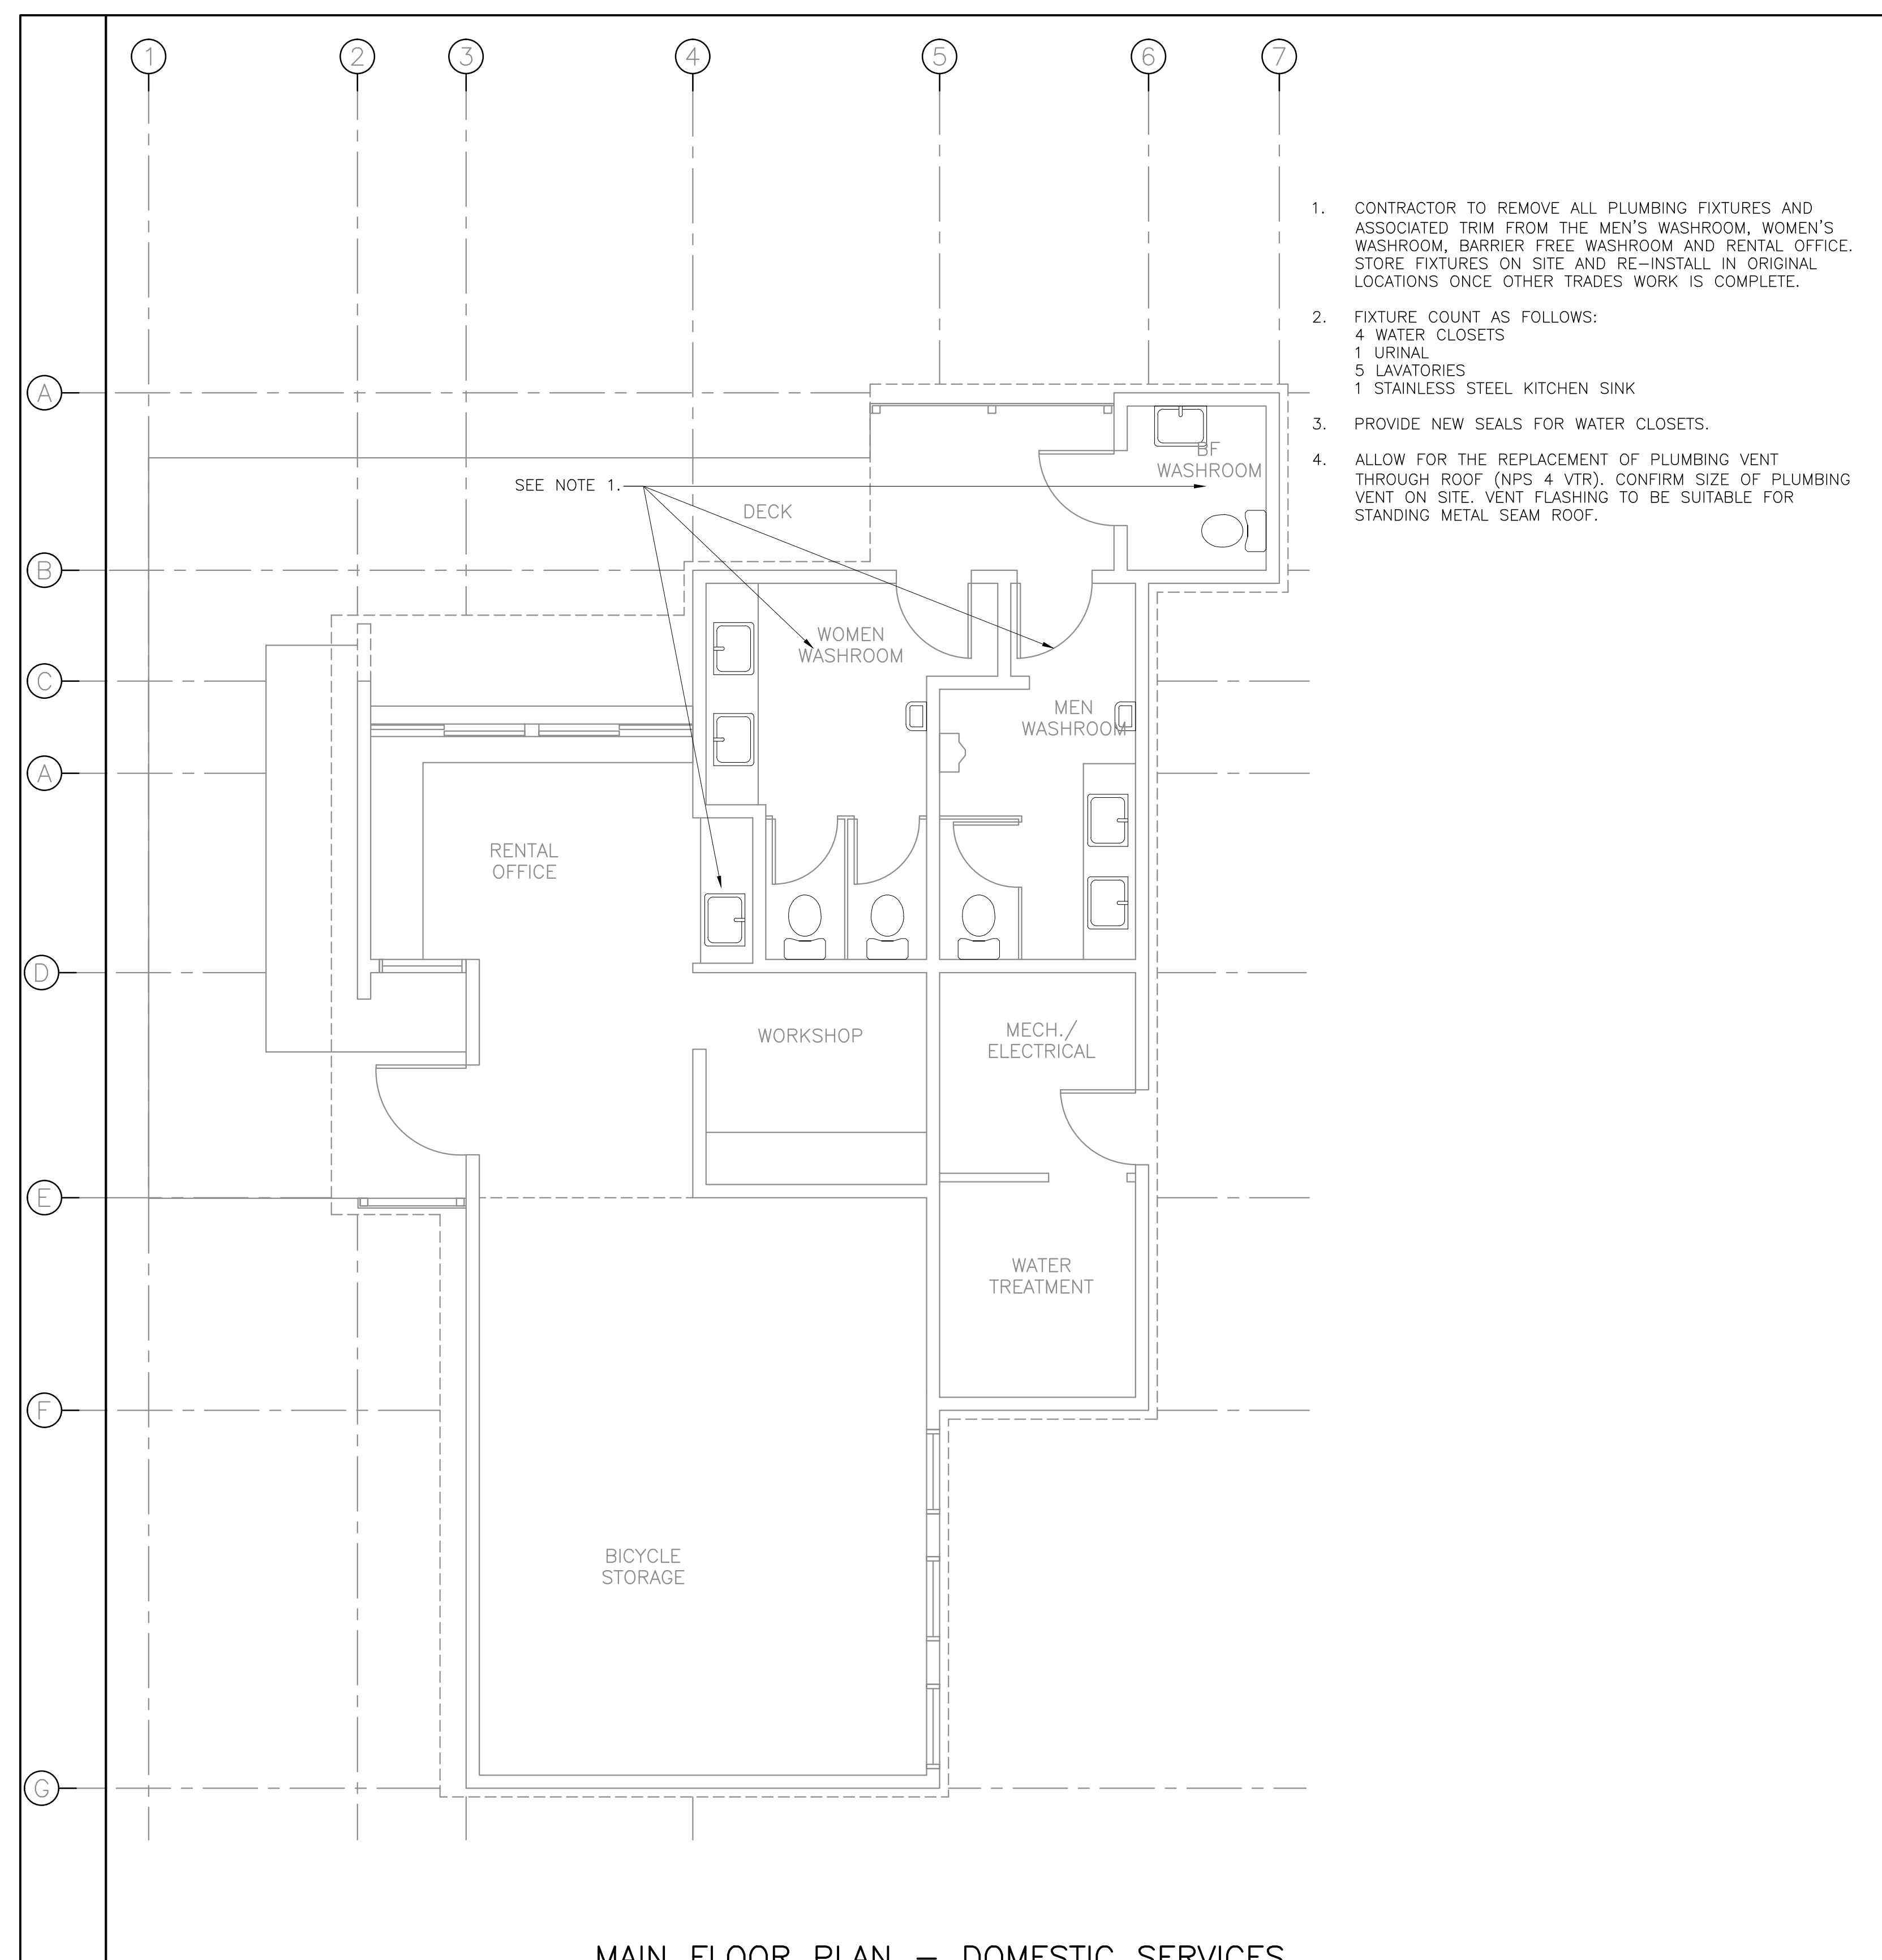 1
2
3
4
5
6
7
1. CONTRACTOR TO REMOVE ALL PLUMBING FIXTURES AND
ASSOCIATED TRIM FROM THE MEN'S WASHROOM, WOMEN'S
WASHROOM, BARRIER FREE WASHROOM AND RENTAL OFFICE.
STORE FIXTURES ON SITE AND RE-INSTALL IN ORIGINAL
LOCATIONS ONCE OTHER TRADES WORK IS COMPLETE.
2. FIXTURE COUNT AS FOLLOWS:
4 WATER CLOSETS
1 URINAL
5 LAVATORIES
1 STAINLESS STEEL KITCHEN SINK
3. PROVIDE NEW SEALS FOR WATER CLOSETS.
4. ALLOW FOR THE REPLACEMENT OF PLUMBING VENT
THROUGH ROOF (NPS 4 VTR). CONFIRM SIZE OF PLUMBING
VENT ON SITE. VENT FLASHING TO BE SUITABLE FOR
STANDING METAL SEAM ROOF.
A
BF
WASHROOM
SEE NOTE 1.
DECK
B
WOMEN
WASHROOM
C
MEN
WASHROOM
A
RENTAL
OFFICE
D
WORKSHOP
MECH./
ELECTRICAL
E
WATER
TREATMENT
F
BICYCLE
STORAGE
G
MAIN FLOOR PLAN - DOMESTIC SERVICES